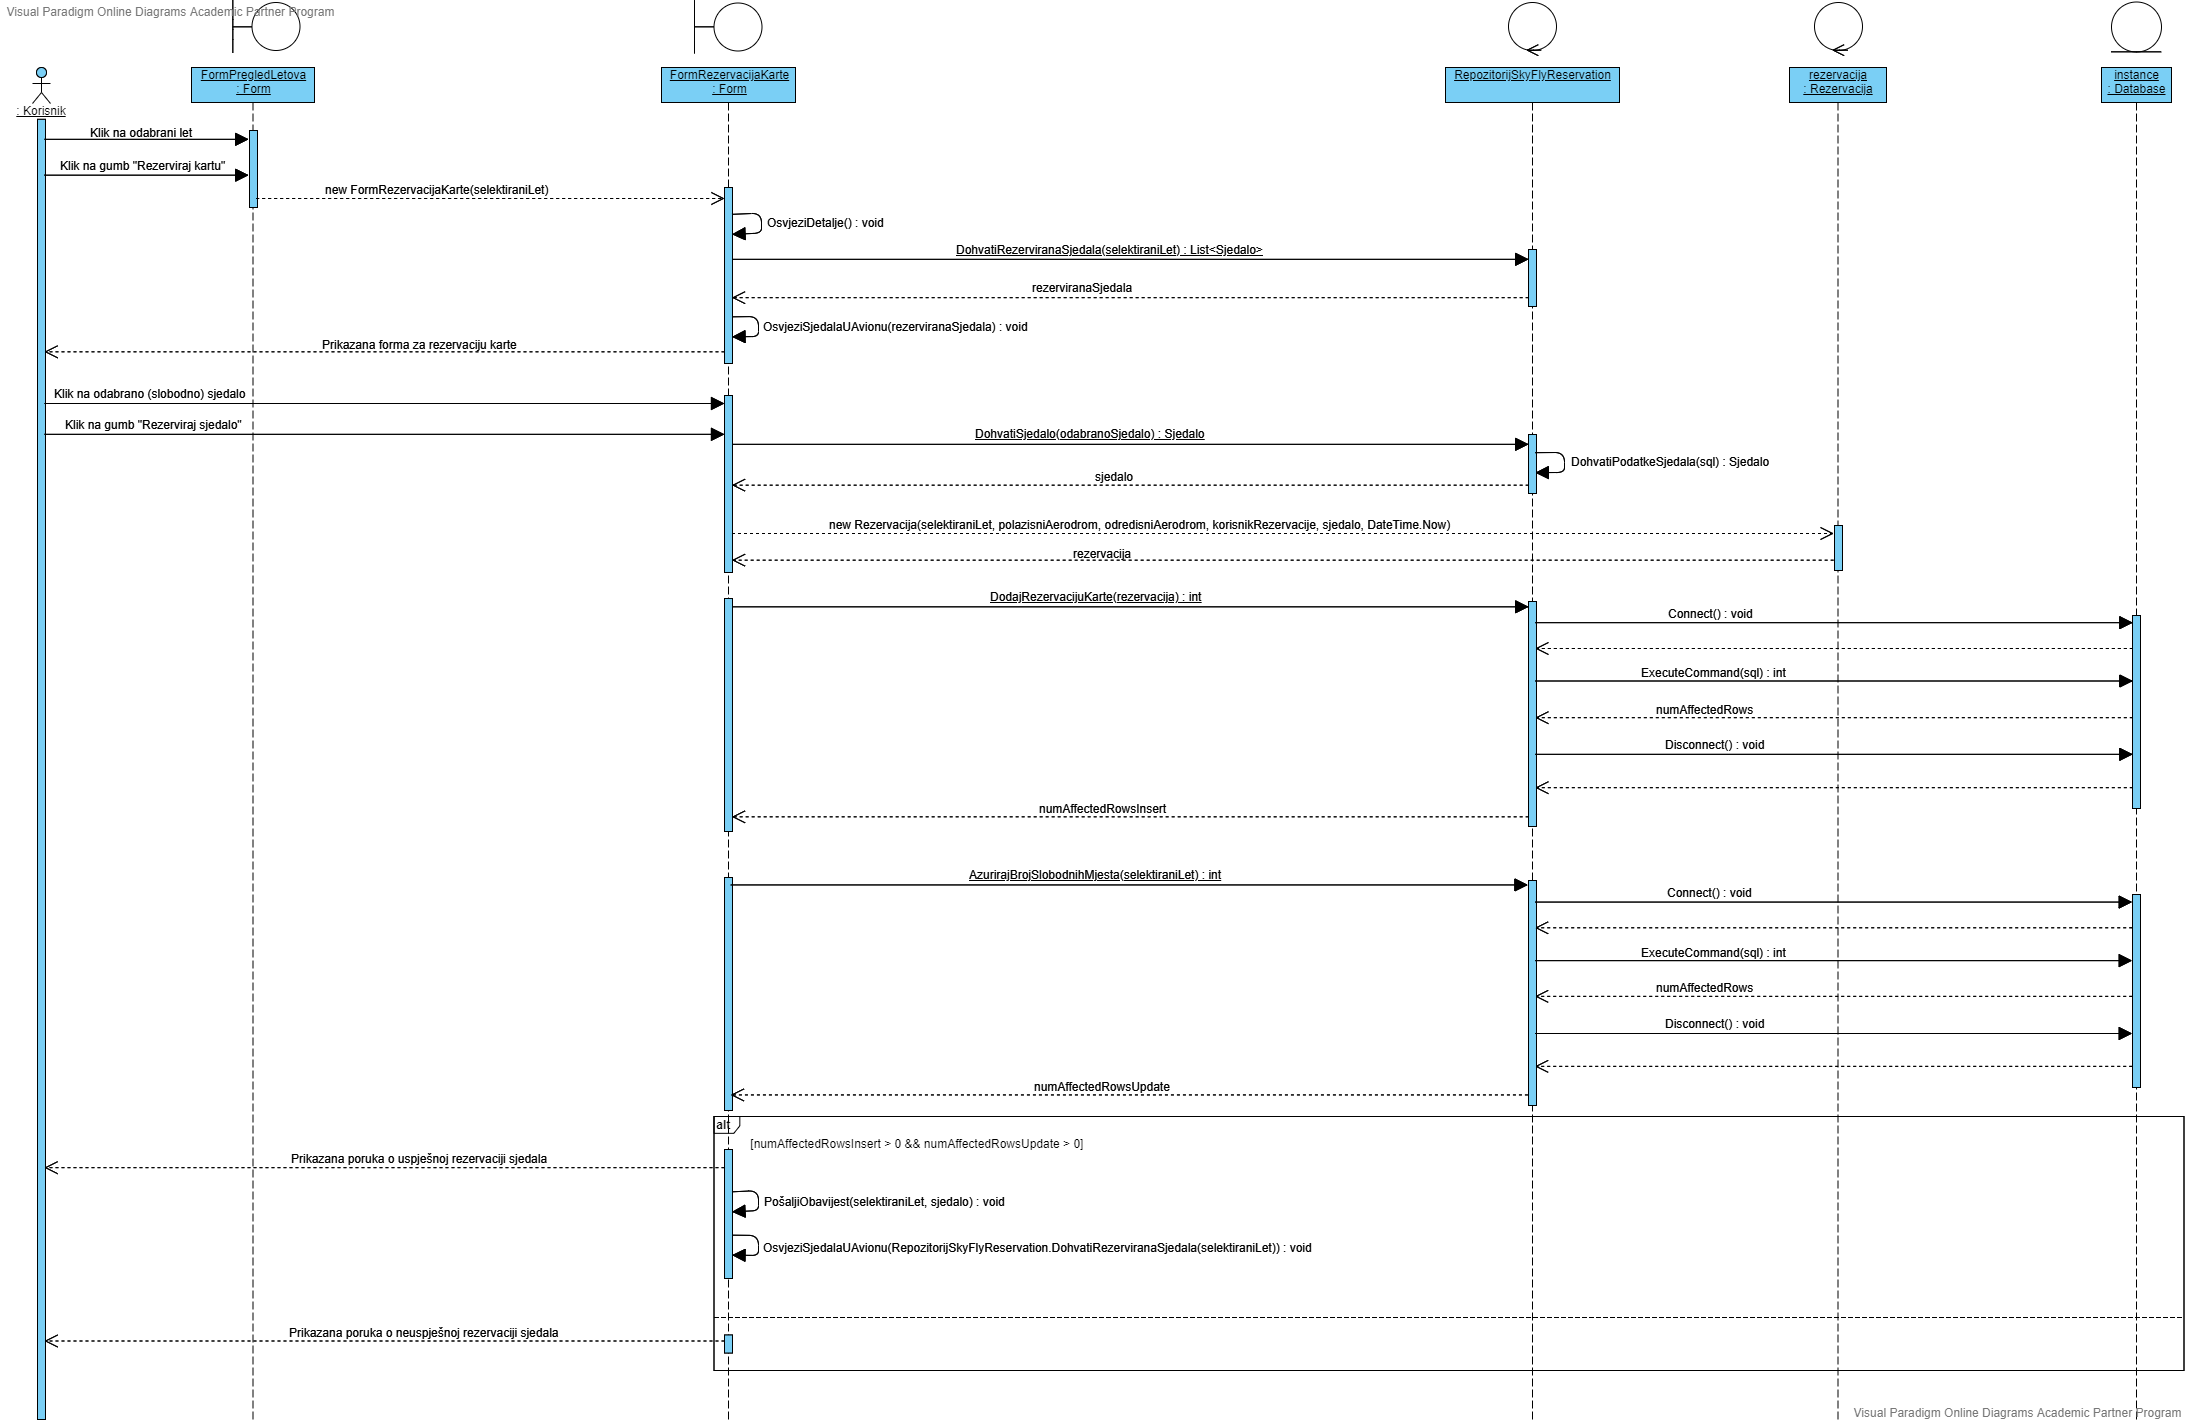 Visual Paradigm Online Diagrams Academic Partner Program
: Korisnik
FormPregledLetova
: Form
FormRezervacijaKarte
: Form
RepozitorijSkyFlyReservation
rezervacija
: Rezervacija
instance
: Database
Klik na odabrani let
Klik na gumb "Rezerviraj kartu"
new FormRezervacijaKarte(selektiraniLet)
OsvjeziDetalje() : void
DohvatiRezerviranaSjedala(selektiraniLet) : List<Sjedalo>
rezerviranaSjedala
OsvjeziSjedalaUAvionu(rezerviranaSjedala) : void
Prikazana forma za rezervaciju karte
Klik na odabrano (slobodno) sjedalo
Klik na gumb "Rezerviraj sjedalo"
DohvatiSjedalo(odabranoSjedalo) : Sjedalo
DohvatiPodatkeSjedala(sql) : Sjedalo
sjedalo
new Rezervacija(selektiraniLet, polazisniAerodrom, odredisniAerodrom, korisnikRezervacije, sjedalo, DateTime.Now)
rezervacija
DodajRezervacijuKarte(rezervacija) : int
Connect() : void
ExecuteCommand(sql) : int
numAffectedRows
Disconnect() : void
numAffectedRowsInsert
AzurirajBrojSlobodnihMjesta(selektiraniLet) : int
Connect() : void
ExecuteCommand(sql) : int
numAffectedRows
Disconnect() : void
numAffectedRowsUpdate
alt
[numAffectedRowsInsert > 0 && numAffectedRowsUpdate > 0]
Prikazana poruka o uspješnoj rezervaciji sjedala
PošaljiObavijest(selektiraniLet, sjedalo) : void
OsvjeziSjedalaUAvionu(RepozitorijSkyFlyReservation.DohvatiRezerviranaSjedala(selektiraniLet)) : void
Prikazana poruka o neuspješnoj rezervaciji sjedala
Visual Paradigm Online Diagrams Academic Partner Program